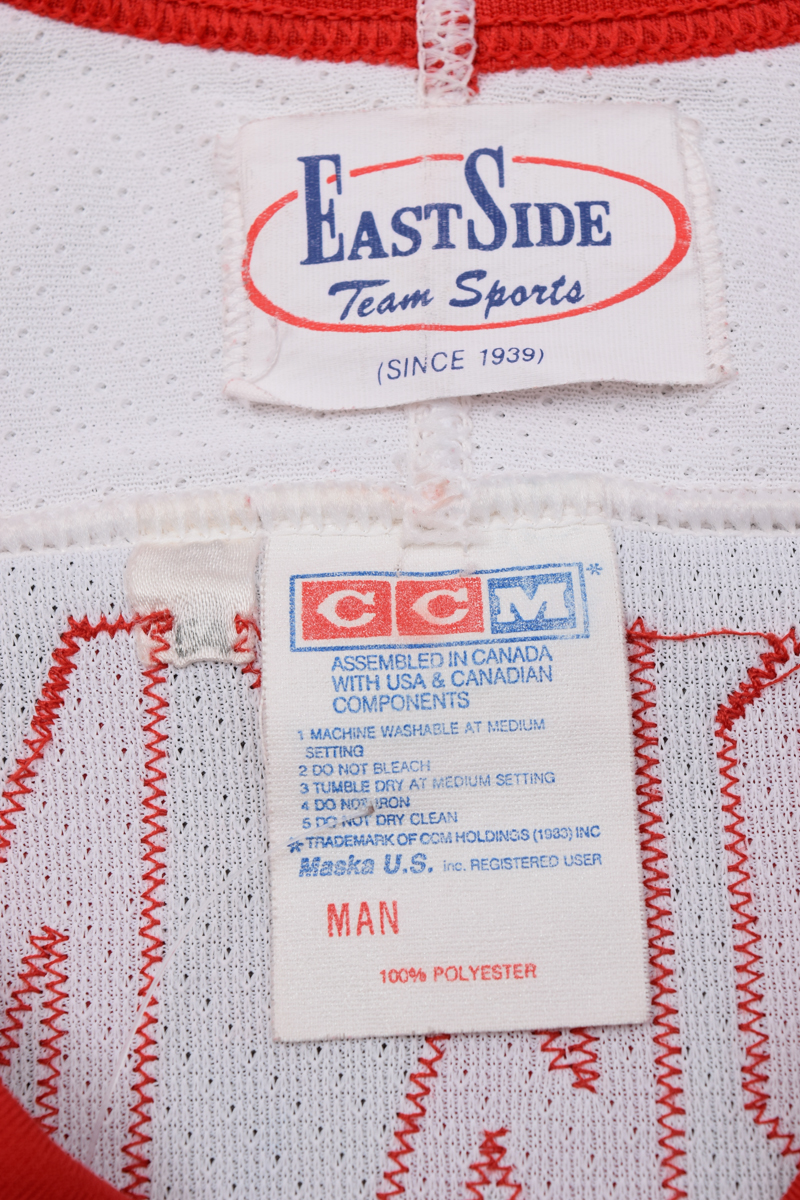 EASTSIDE
Team Sports
(SINCE 1939)
CCM*
ASSEMBLED IN CANADA
WITH USA & CANADIAN
COMPONENTS
1 MACHINE WASHABLE AT MEDIUM
SETTING
2 DO NOT BLEACH
3 TUMBLE DRY AT MEDIUM SETTING
4 DO NOT IRON
5 DO NOT DRY CLEAN
*TRADEMARK OF CCM HOLDINGS (1983) INC
Maska U.S. inc. REGISTERED USER
MAN
100% POLYESTER